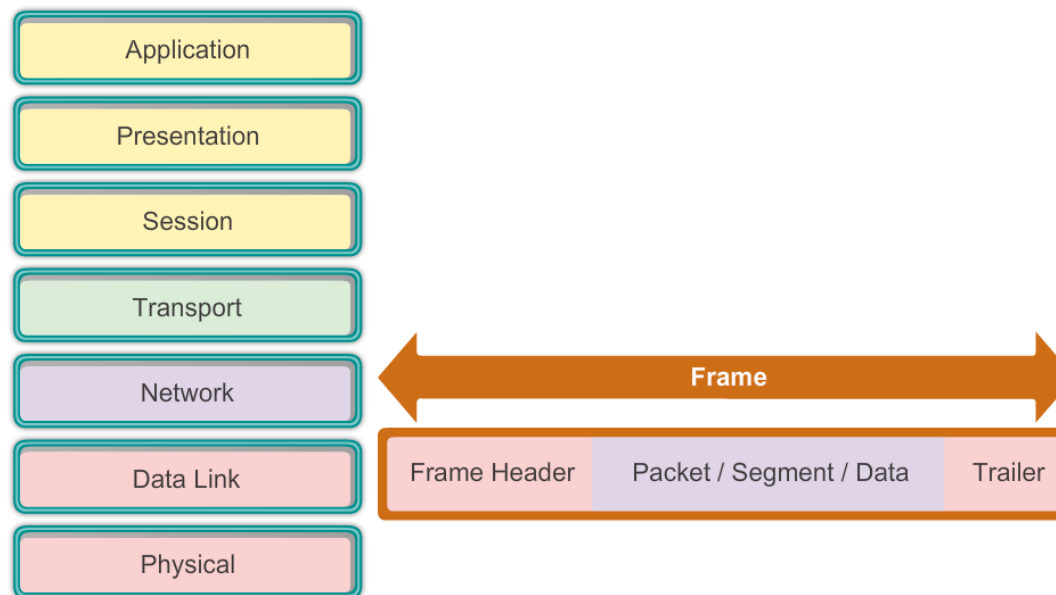 Application
Presentation
Session
Transport
Network
Frame
Data Link
Frame Header
Packet / Segment / Data
Trailer
Physical